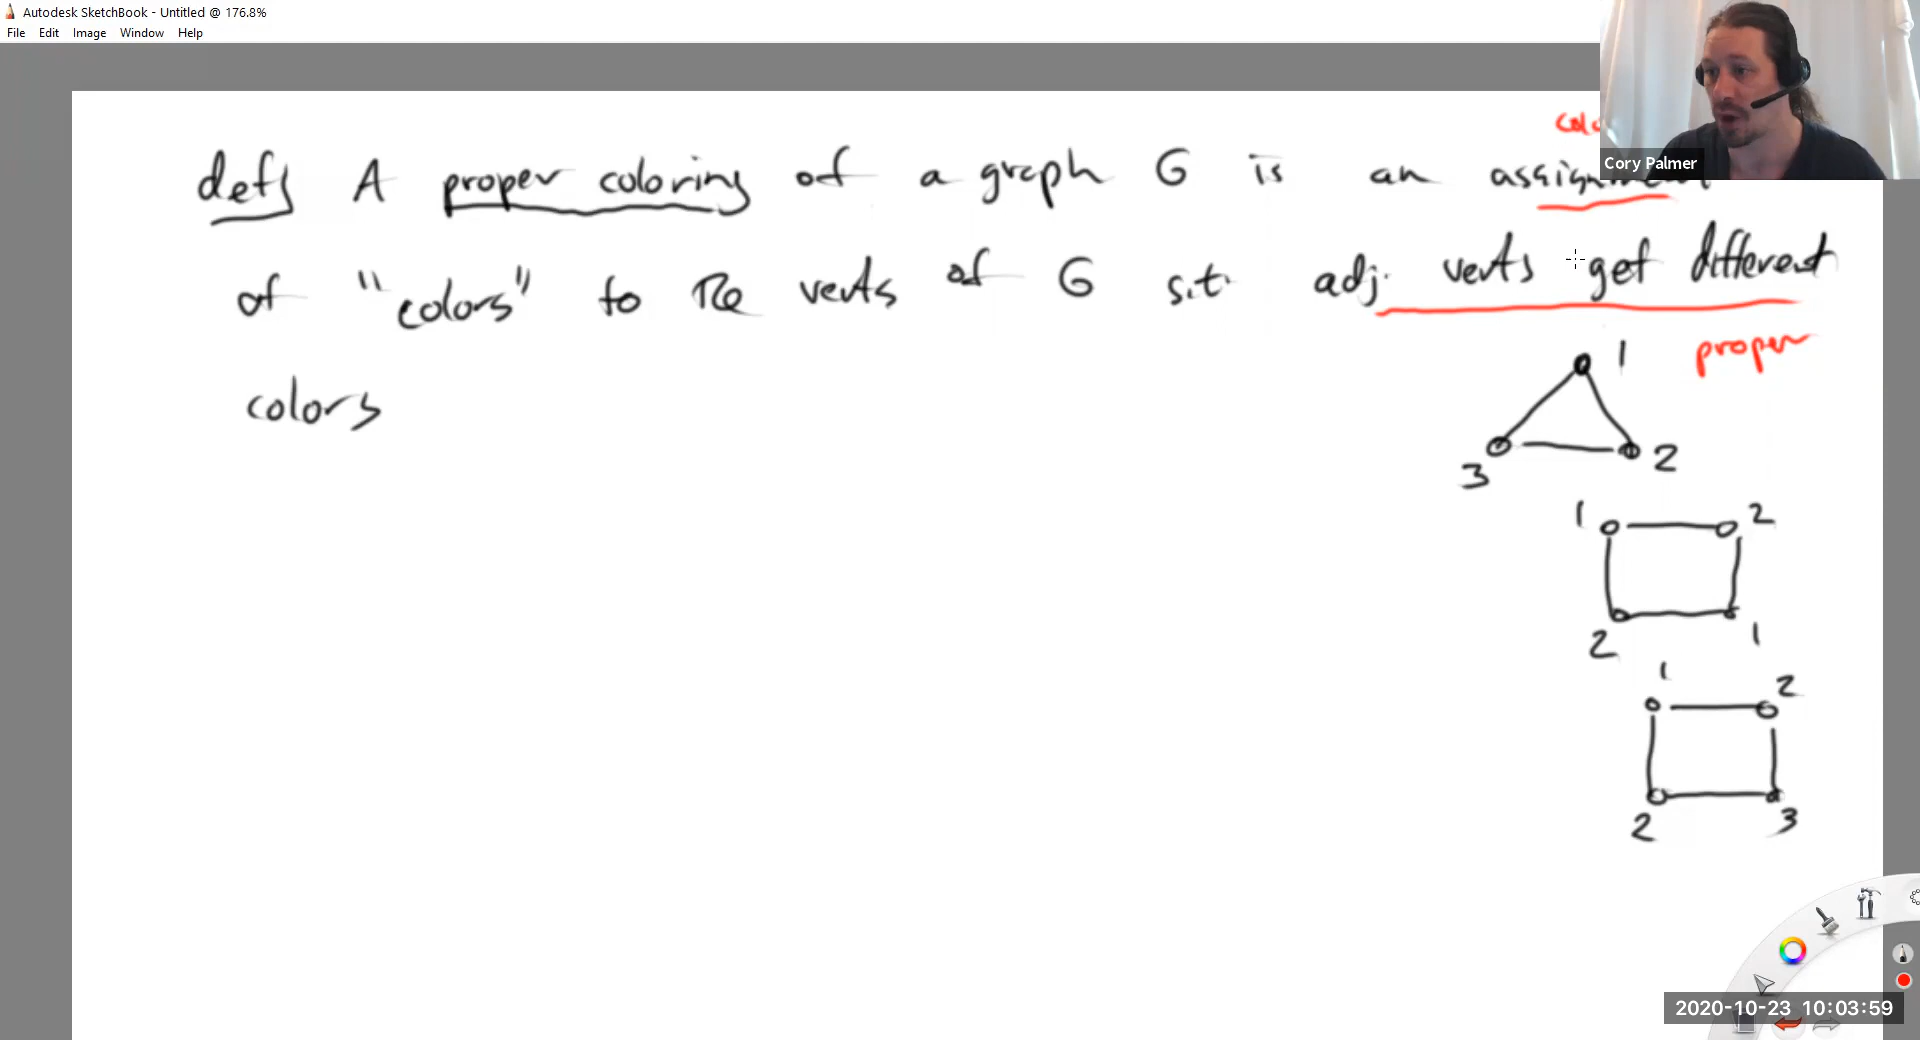 Autodesk SketchBook - Untitled @ 176.8%
File Edit Image Window Help
Cory Palmer
def A proper coloring of a graph G is an assignment
of "colors" to the verts of G s.t. adj. verts get different
colors
proper
1
3 2
1 2
2 1
1 2
2 3
2020-10-23 10:03:59